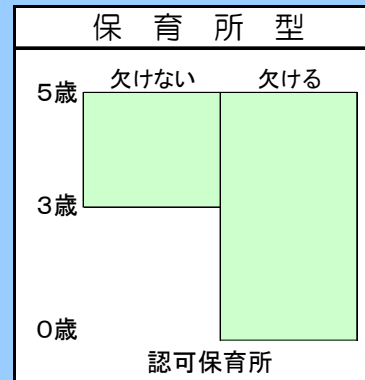 保育所型
欠けない 欠ける
5歳
3歳
0歳
認可保育所